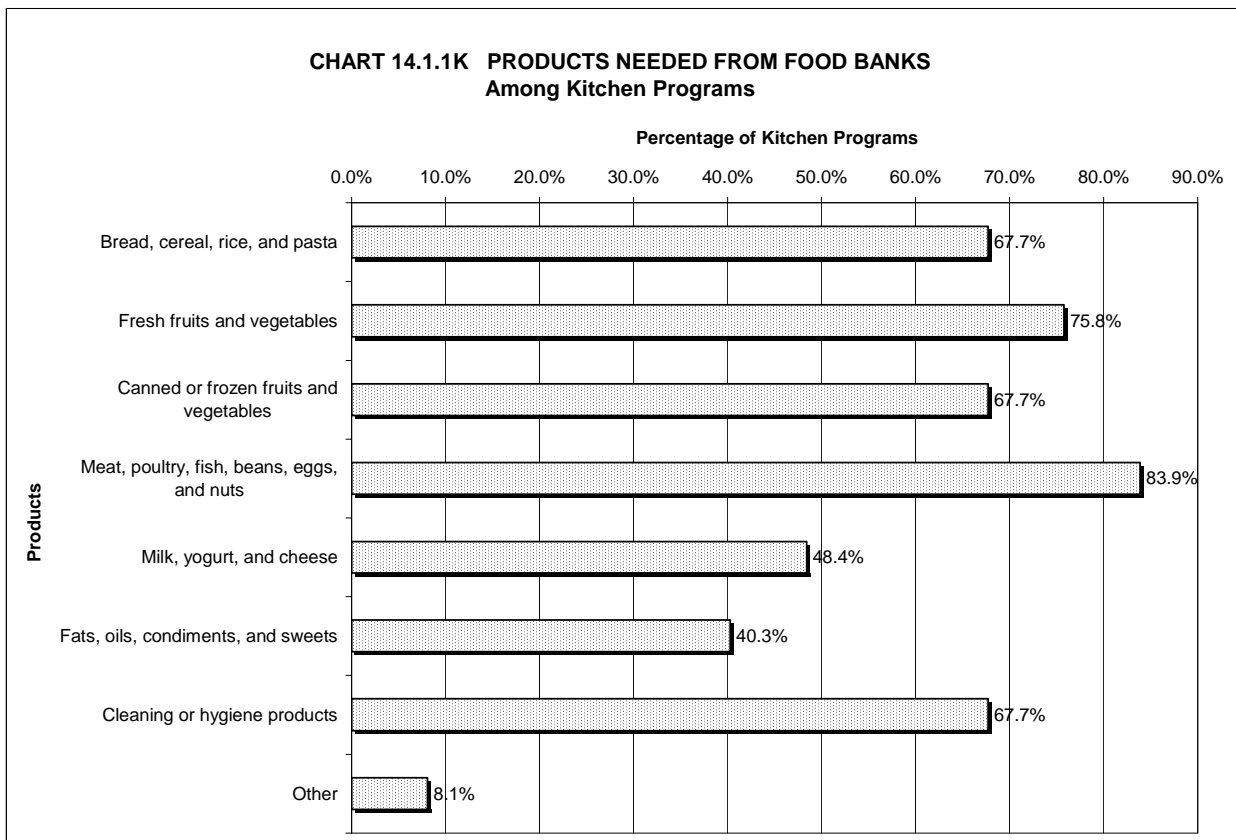 CHART 14.1.1K PRODUCTS NEEDED FROM FOOD BANKS
Among Kitchen Programs
Percentage of Kitchen Programs
0.0% 10.0% 20.0% 30.0% 40.0% 50.0% 60.0% 70.0% 80.0% 90.0%
Products
Bread, cereal, rice, and pasta 67.7%
Fresh fruits and vegetables 75.8%
Canned or frozen fruits and
vegetables 67.7%
Meat, poultry, fish, beans, eggs,
and nuts 83.9%
Milk, yogurt, and cheese 48.4%
Fats, oils, condiments, and sweets 40.3%
Cleaning or hygiene products 67.7%
Other 8.1%